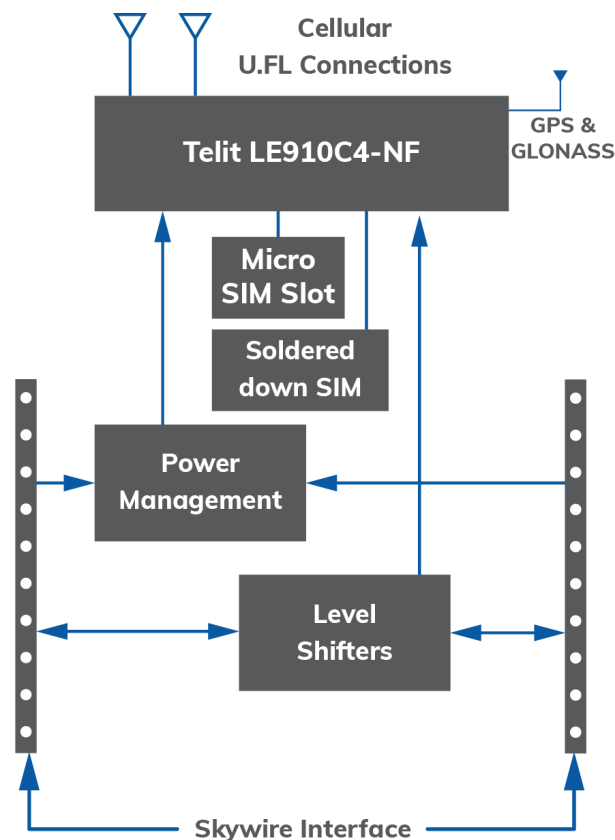 Cellular
U.FL Connections
GPS &
GLONASS
Telit LE910C4-NF
Micro
SIM Slot
Soldered
down SIM
Power
Management
Level
Shifters
Skywire Interface